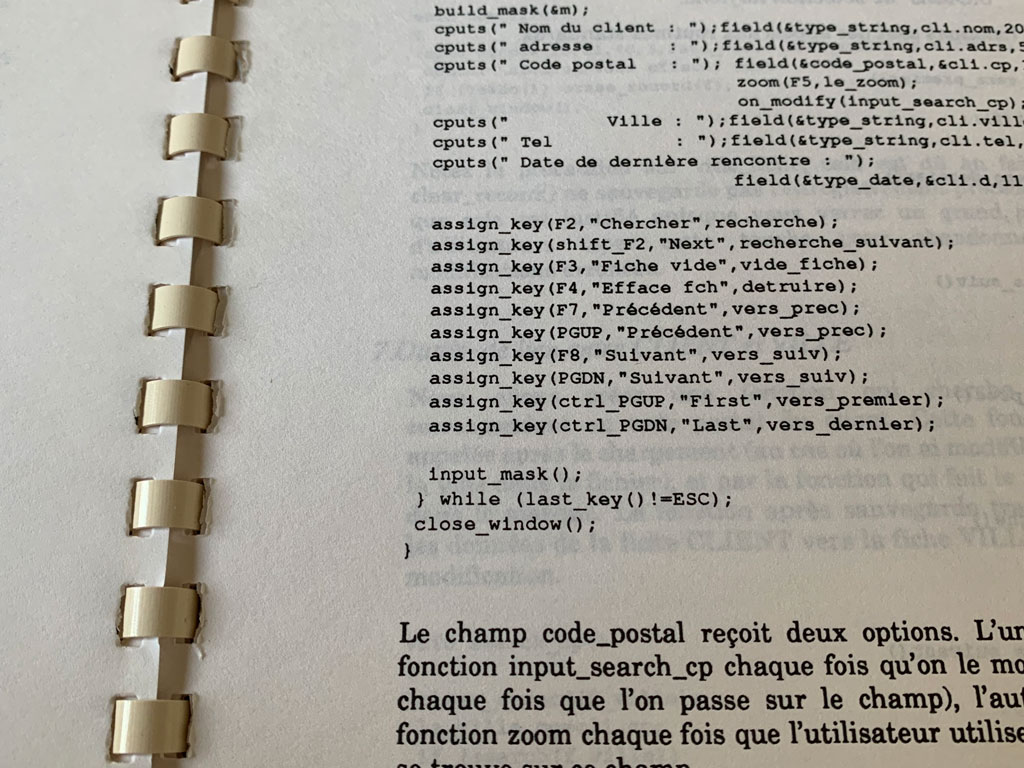 build_mask(&m);
cputs(" Nom du client : ");field(&type_string,cli.nom,20
cputs(" adresse       : ");field(&type_string,cli.adrs,5
cputs(" Code postal   : "); field(&code_postal,&cli.cp,
zoom(F5,le_zoom);
on_modify(input_search_cp);
cputs("         Ville : ");field(&type_string,cli.ville
cputs(" Tel           : ");field(&type_string,cli.tel,
cputs(" Date de dernière rencontre : ");
field(&type_date,&cli.d,11
assign_key(F2,"Chercher",recherche);
assign_key(shift_F2,"Next",recherche_suivant);
assign_key(F3,"Fiche vide",vide_fiche);
assign_key(F4,"Efface fch",detruire);
assign_key(F7,"Précédent",vers_prec);
assign_key(PGUP,"Précédent",vers_prec);
assign_key(F8,"Suivant",vers_suiv);
assign_key(PGDN,"Suivant",vers_suiv);
assign_key(ctrl_PGUP,"First",vers_premier);
assign_key(ctrl_PGDN,"Last",vers_dernier);
input_mask();
} while (last_key()!=ESC);
close_window();
}
Le champ code_postal reçoit deux options. L'un
fonction input_search_cp chaque fois qu'on le mo
chaque fois que l'on passe sur le champ), l'aut
fonction zoom chaque fois que l'utilisateur utilise
se trouve sur ce champ.